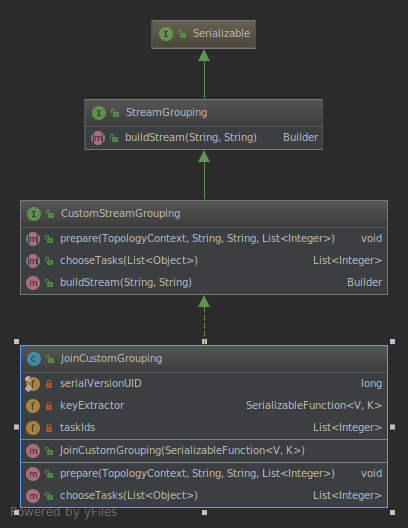 I Serializable
I StreamGrouping
m buildStream(String, String) Builder
I CustomStreamGrouping
m prepare(TopologyContext, String, String, List<Integer>) void
m chooseTasks(List<Object>) List<Integer>
m buildStream(String, String) Builder
C JoinCustomGrouping
f serialVersionUID long
f keyExtractor SerializableFunction<V, K>
f taskIds List<Integer>
m JoinCustomGrouping(SerializableFunction<V, K>)
m prepare(TopologyContext, String, String, List<Integer>) void
m chooseTasks(List<Object>) List<Integer>
Powered by yFiles